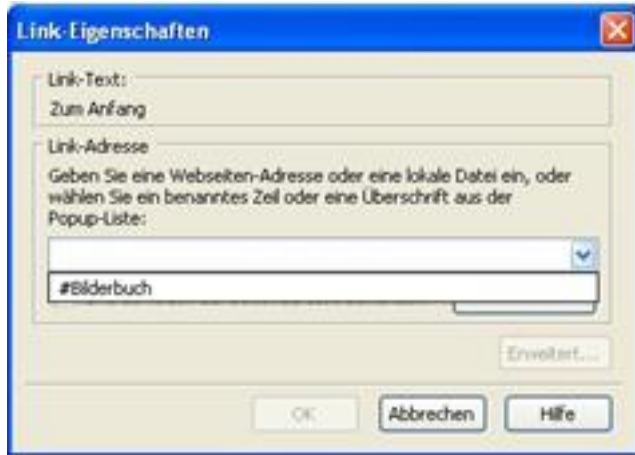 Link-Eigenschaften
Link-Text:
Zum Anfang
Link-Adresse
Geben Sie eine Webseiten-Adresse oder eine lokale Datei ein, oder
wählen Sie ein benanntes Zeil oder eine Überschrift aus der
Popup-Liste:
#Bilderbuch
Erweitert...
OK
Abbrechen
Hilfe